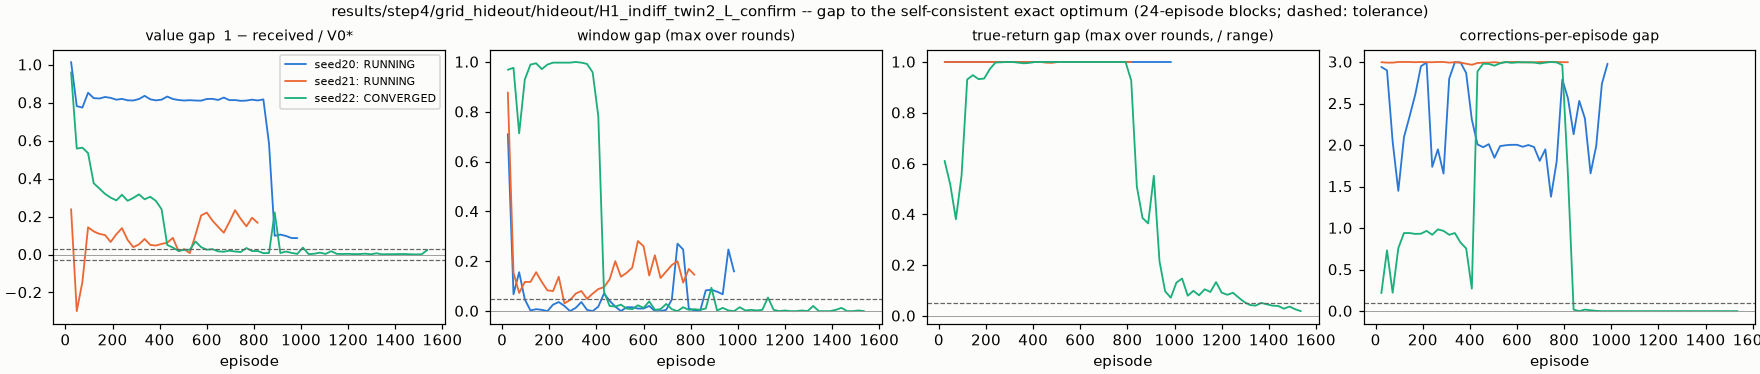 results/step4/grid_hideout/hideout/H1_indiff_twin2_L_confirm -- gap to the self-consistent exact optimum (24-episode blocks; dashed: tolerance)
value gap 1 − received / V0*
1.0
0.8
0.6
0.4
0.2
0.0
−0.2
seed20: RUNNING
seed21: RUNNING
seed22: CONVERGED
0 200 400 600 800 1000 1200 1400 1600
episode
window gap (max over rounds)
1.0
0.8
0.6
0.4
0.2
0.0
0 200 400 600 800 1000 1200 1400 1600
episode
true-return gap (max over rounds, / range)
1.0
0.8
0.6
0.4
0.2
0.0
0 200 400 600 800 1000 1200 1400 1600
episode
corrections-per-episode gap
3.0
2.5
2.0
1.5
1.0
0.5
0.0
0 200 400 600 800 1000 1200 1400 160
episode